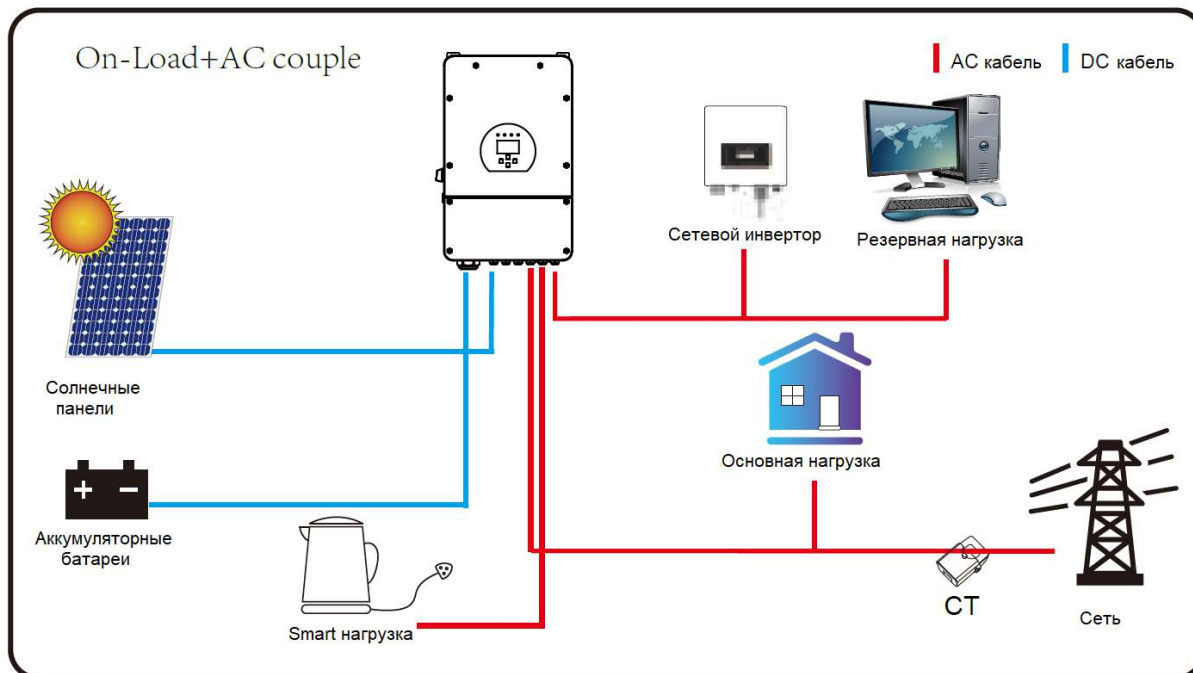 On-Load+AC couple
AC кабель
DC кабель
Сетевой инвертор
Резервная нагрузка
Солнечные
панели
Основная нагрузка
+ −
Аккумуляторные
батареи
CT
Сеть
Smart нагрузка